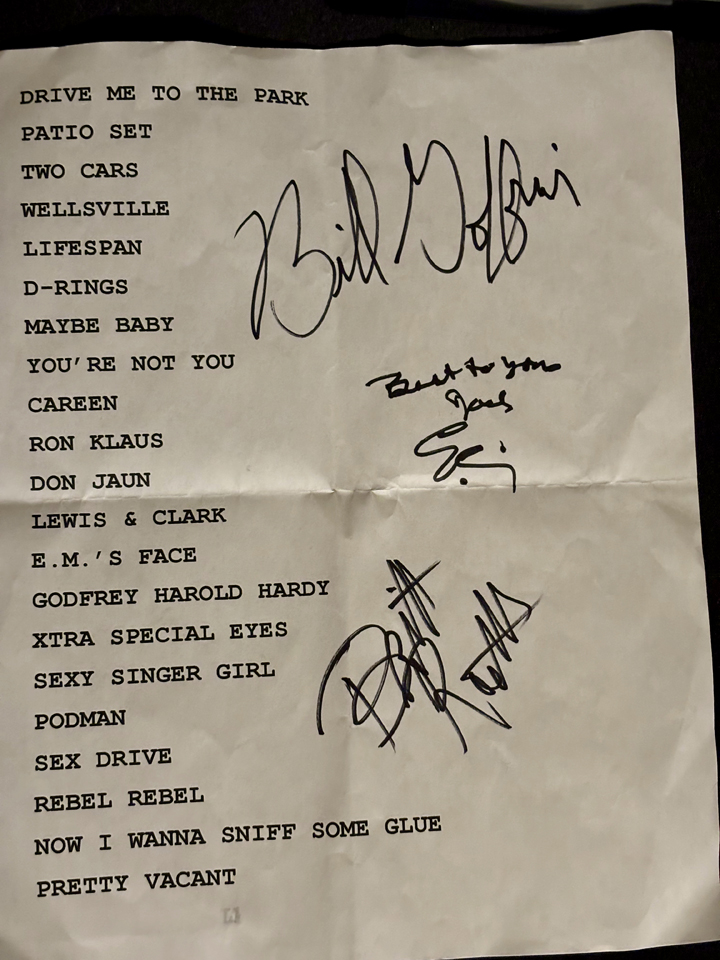 DRIVE ME TO THE PARK
PATIO SET
TWO CARS
WELLSVILLE
LIFESPAN
D-RINGS
MAYBE BABY
YOU'RE NOT YOU
CAREEN
RON KLAUS
DON JAUN
LEWIS & CLARK
E.M.'S FACE
GODFREY HAROLD HARDY
XTRA SPECIAL EYES
SEXY SINGER GIRL
PODMAN
SEX DRIVE
REBEL REBEL
NOW I WANNA SNIFF SOME GLUE
PRETTY VACANT
Bill
Best to you